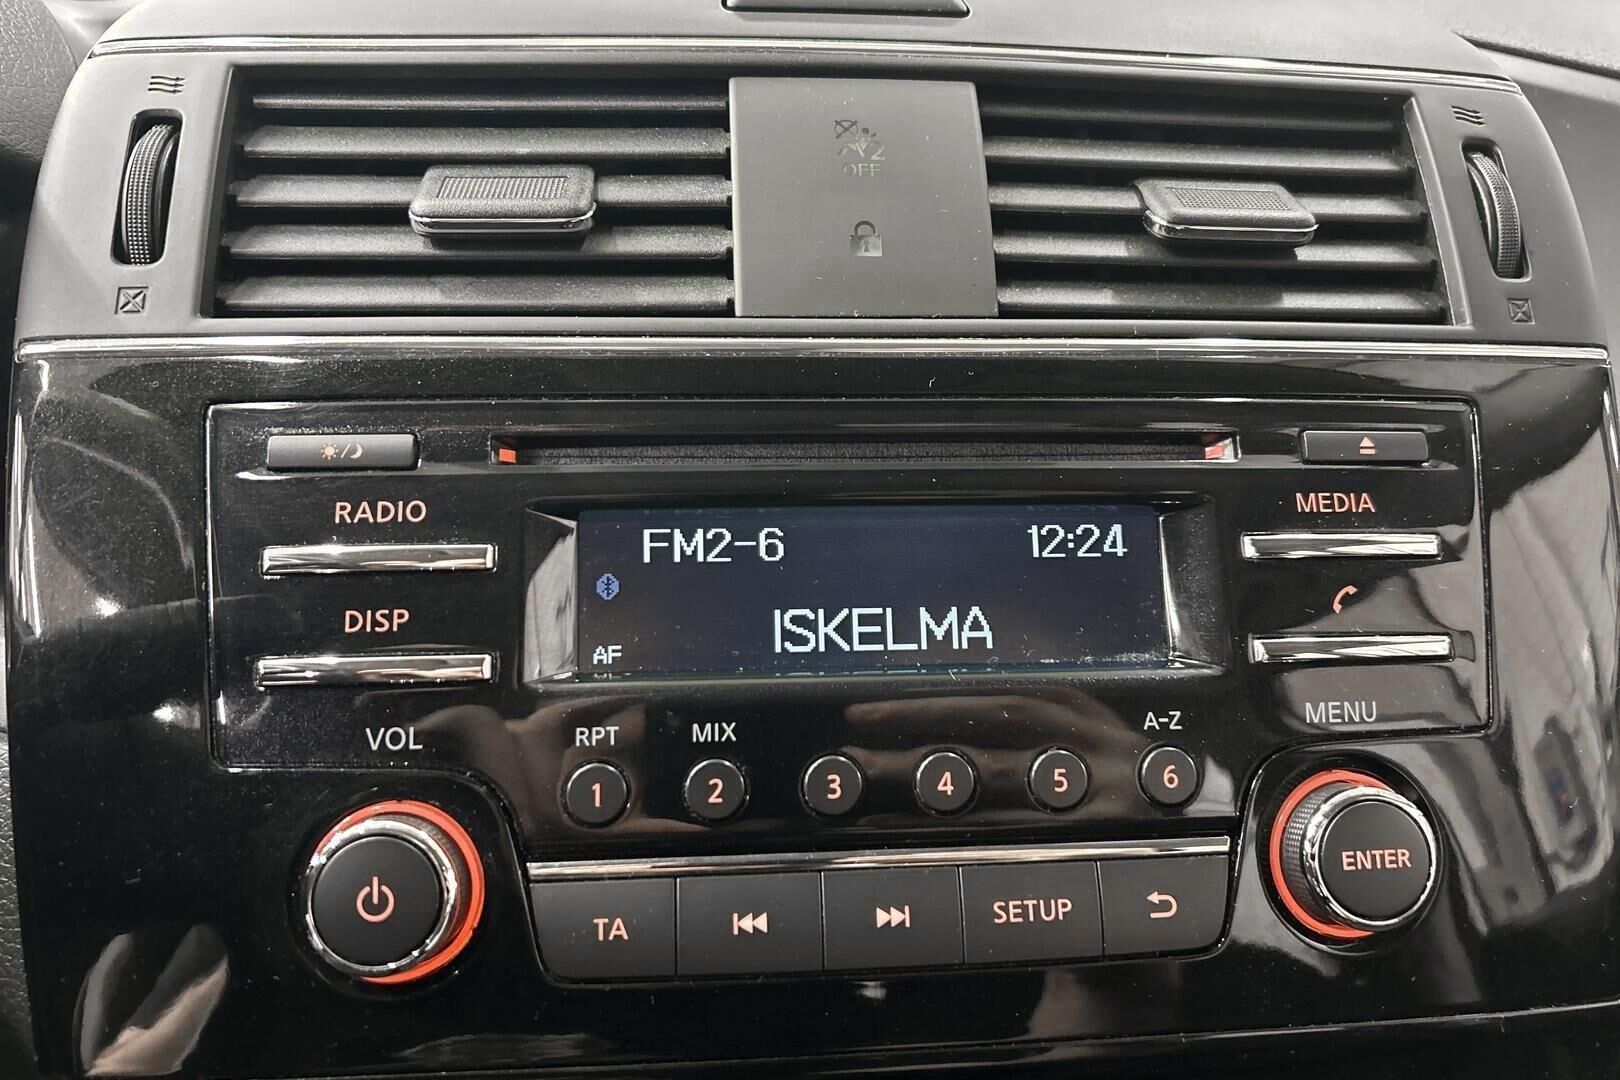 2
OFF
RADIO
MEDIA
FM2-6 12:24
DISP
ISKELMA
AF
VOL
RPT MIX A-Z MENU
1 2 3 4 5 6
ENTER
TA SETUP